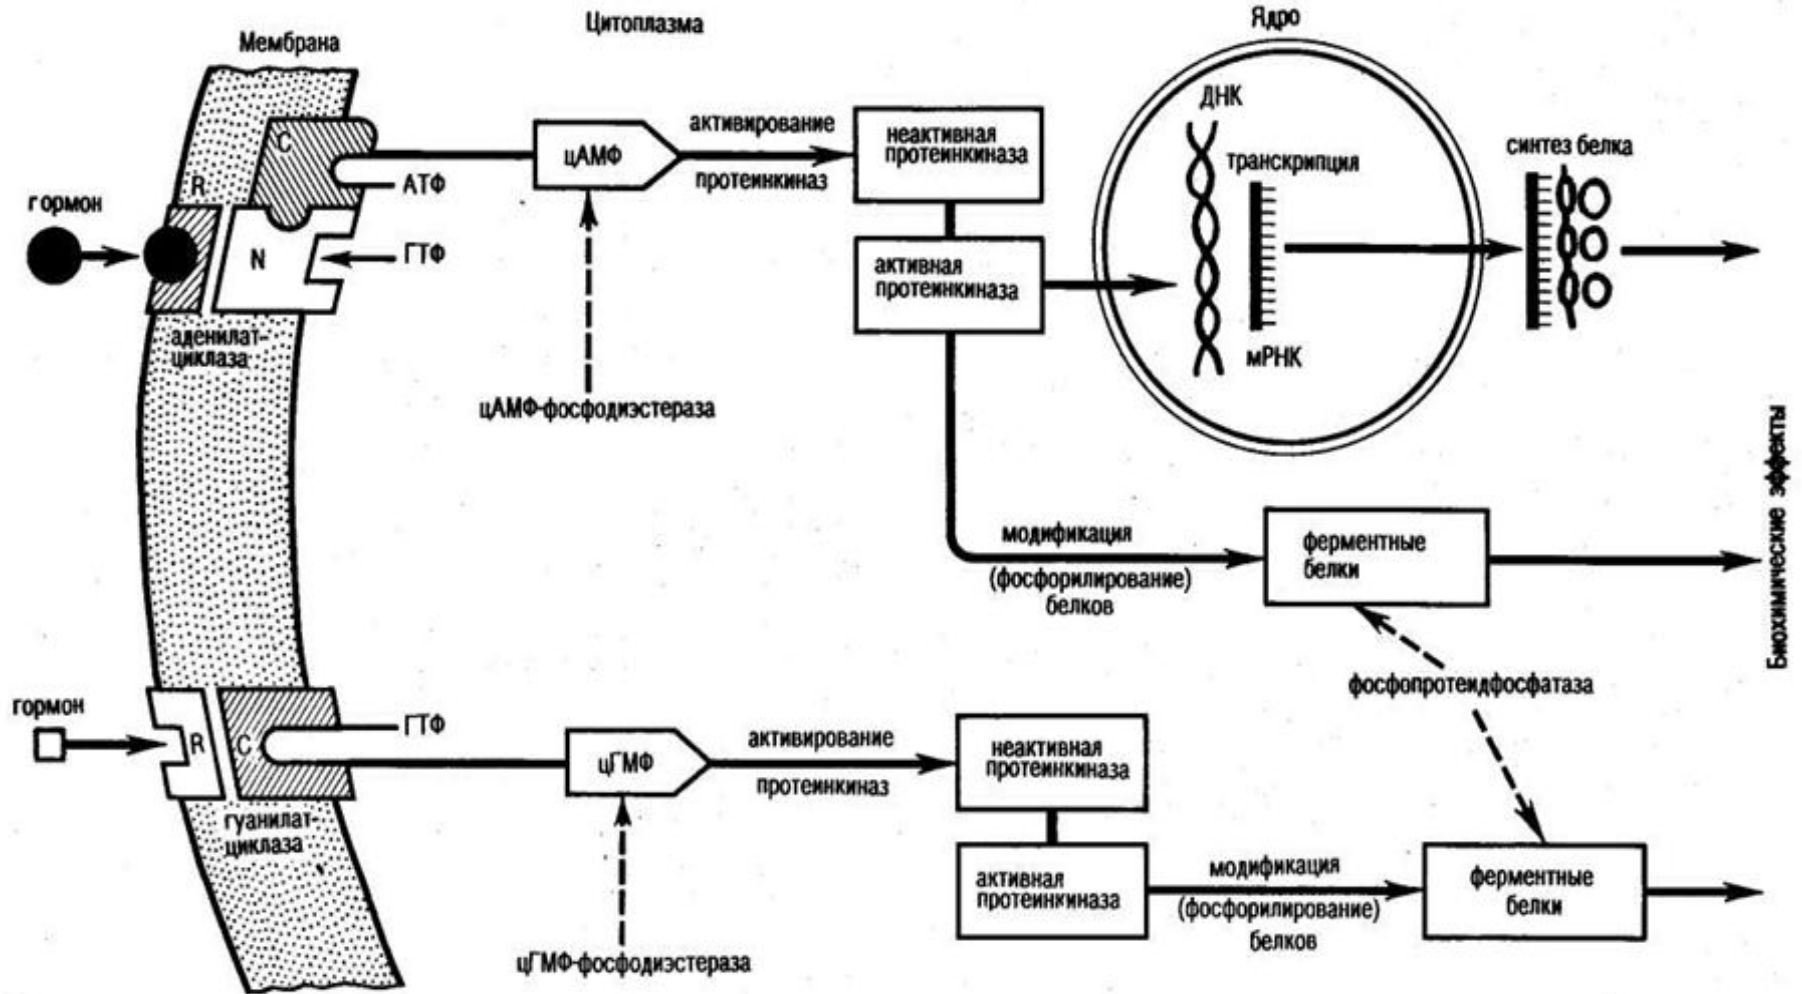 Мембрана
Цитоплазма
Ядро
гормон
R
C
N
АТФ
ГТФ
аденилат-
циклаза
цАМФ
активирование
протеинкиназ
цАМФ-фосфодиэстераза
неактивная
протеинкиназа
активная
протеинкиназа
ДНК
транскрипция
мРНК
синтез белка
модификация
(фосфорилирование)
белков
ферментные
белки
Биохимические эффекты
фосфопротеидфосфатаза
гормон
R
C
ГТФ
гуанилат-
циклаза
цГМФ
активирование
протеинкиназ
цГМФ-фосфодиэстераза
неактивная
протеинкиназа
активная
протеинкиназа
модификация
(фосфорилирование)
белков
ферментные
белки